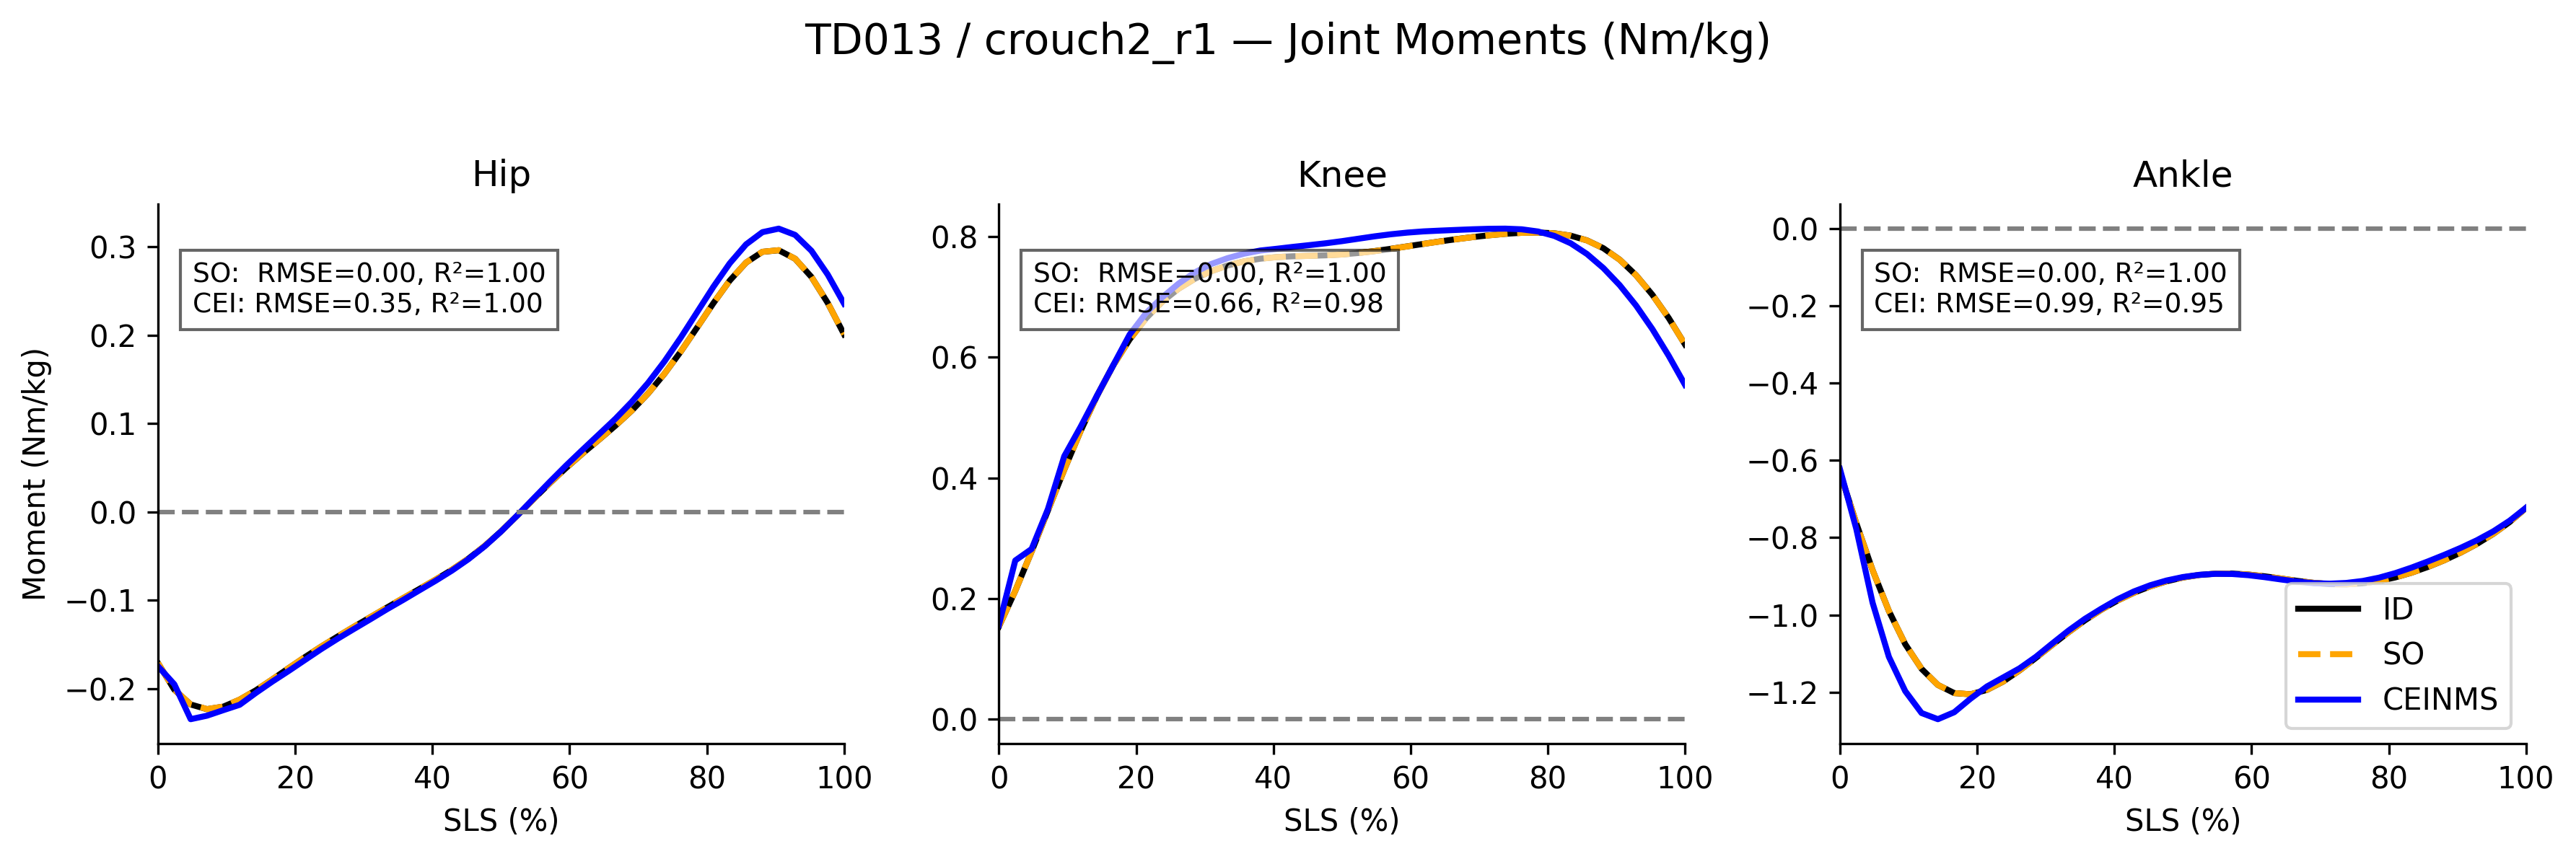 TD013 / crouch2_r1 — Joint Moments (Nm/kg)
Hip
Moment (Nm/kg)
0.3
0.2
0.1
0.0
−0.1
−0.2
SO:  RMSE=0.00, R²=1.00
CEI: RMSE=0.35, R²=1.00
0 20 40 60 80 100
SLS (%)
Knee
0.8
0.6
0.4
0.2
0.0
SO:  RMSE=0.00, R²=1.00
CEI: RMSE=0.66, R²=0.98
0 20 40 60 80 100
SLS (%)
Ankle
0.0
−0.2
−0.4
−0.6
−0.8
−1.0
−1.2
SO:  RMSE=0.00, R²=1.00
CEI: RMSE=0.99, R²=0.95
ID
SO
CEINMS
0 20 40 60 80 100
SLS (%)